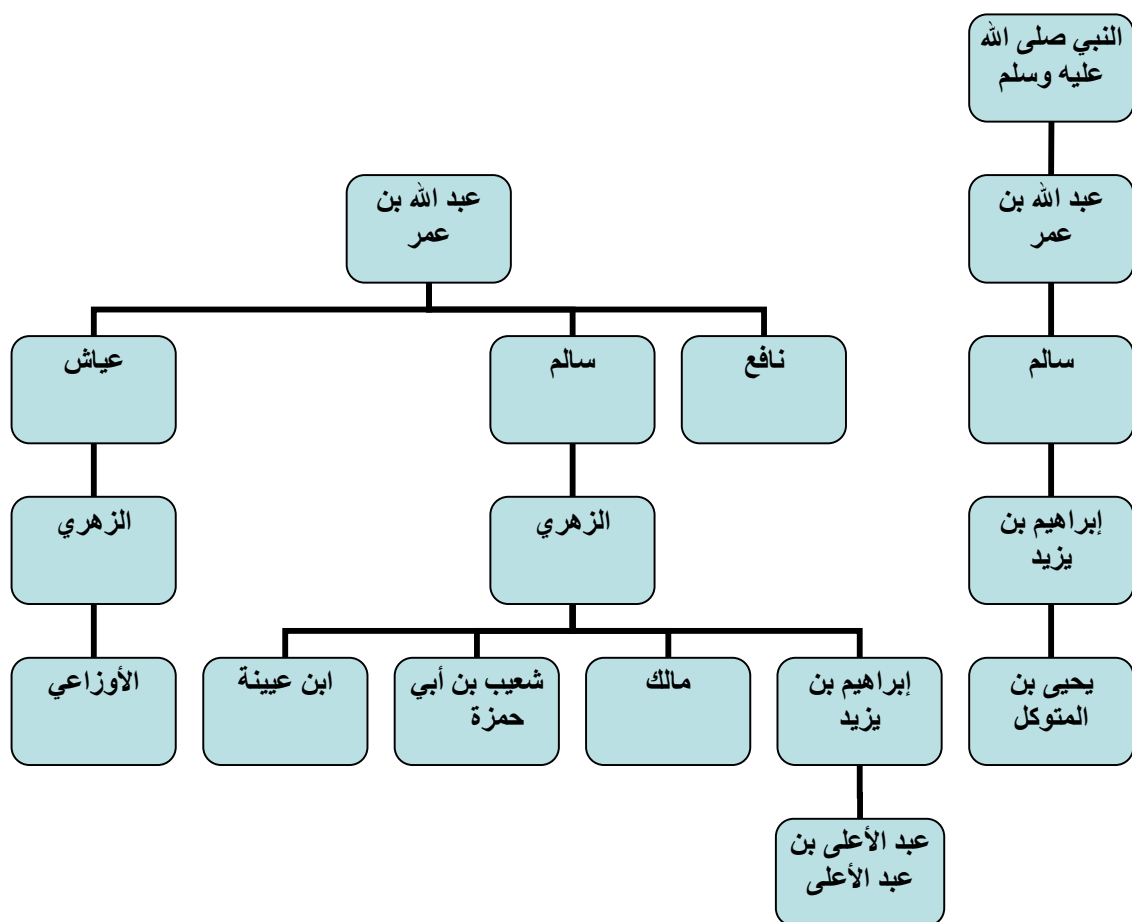 النبي صلى الله
عليه وسلم
عبد الله بن
عمر
عبد الله بن
عمر
سالم
نافع
سالم
عياش
إبراهيم بن
يزيد
الزهري
الزهري
يحيى بن
المتوكل
إبراهيم بن
يزيد
مالك
شعيب بن أبي
حمزة
ابن عيينة
الأوزاعي
عبد الأعلى بن
عبد الأعلى